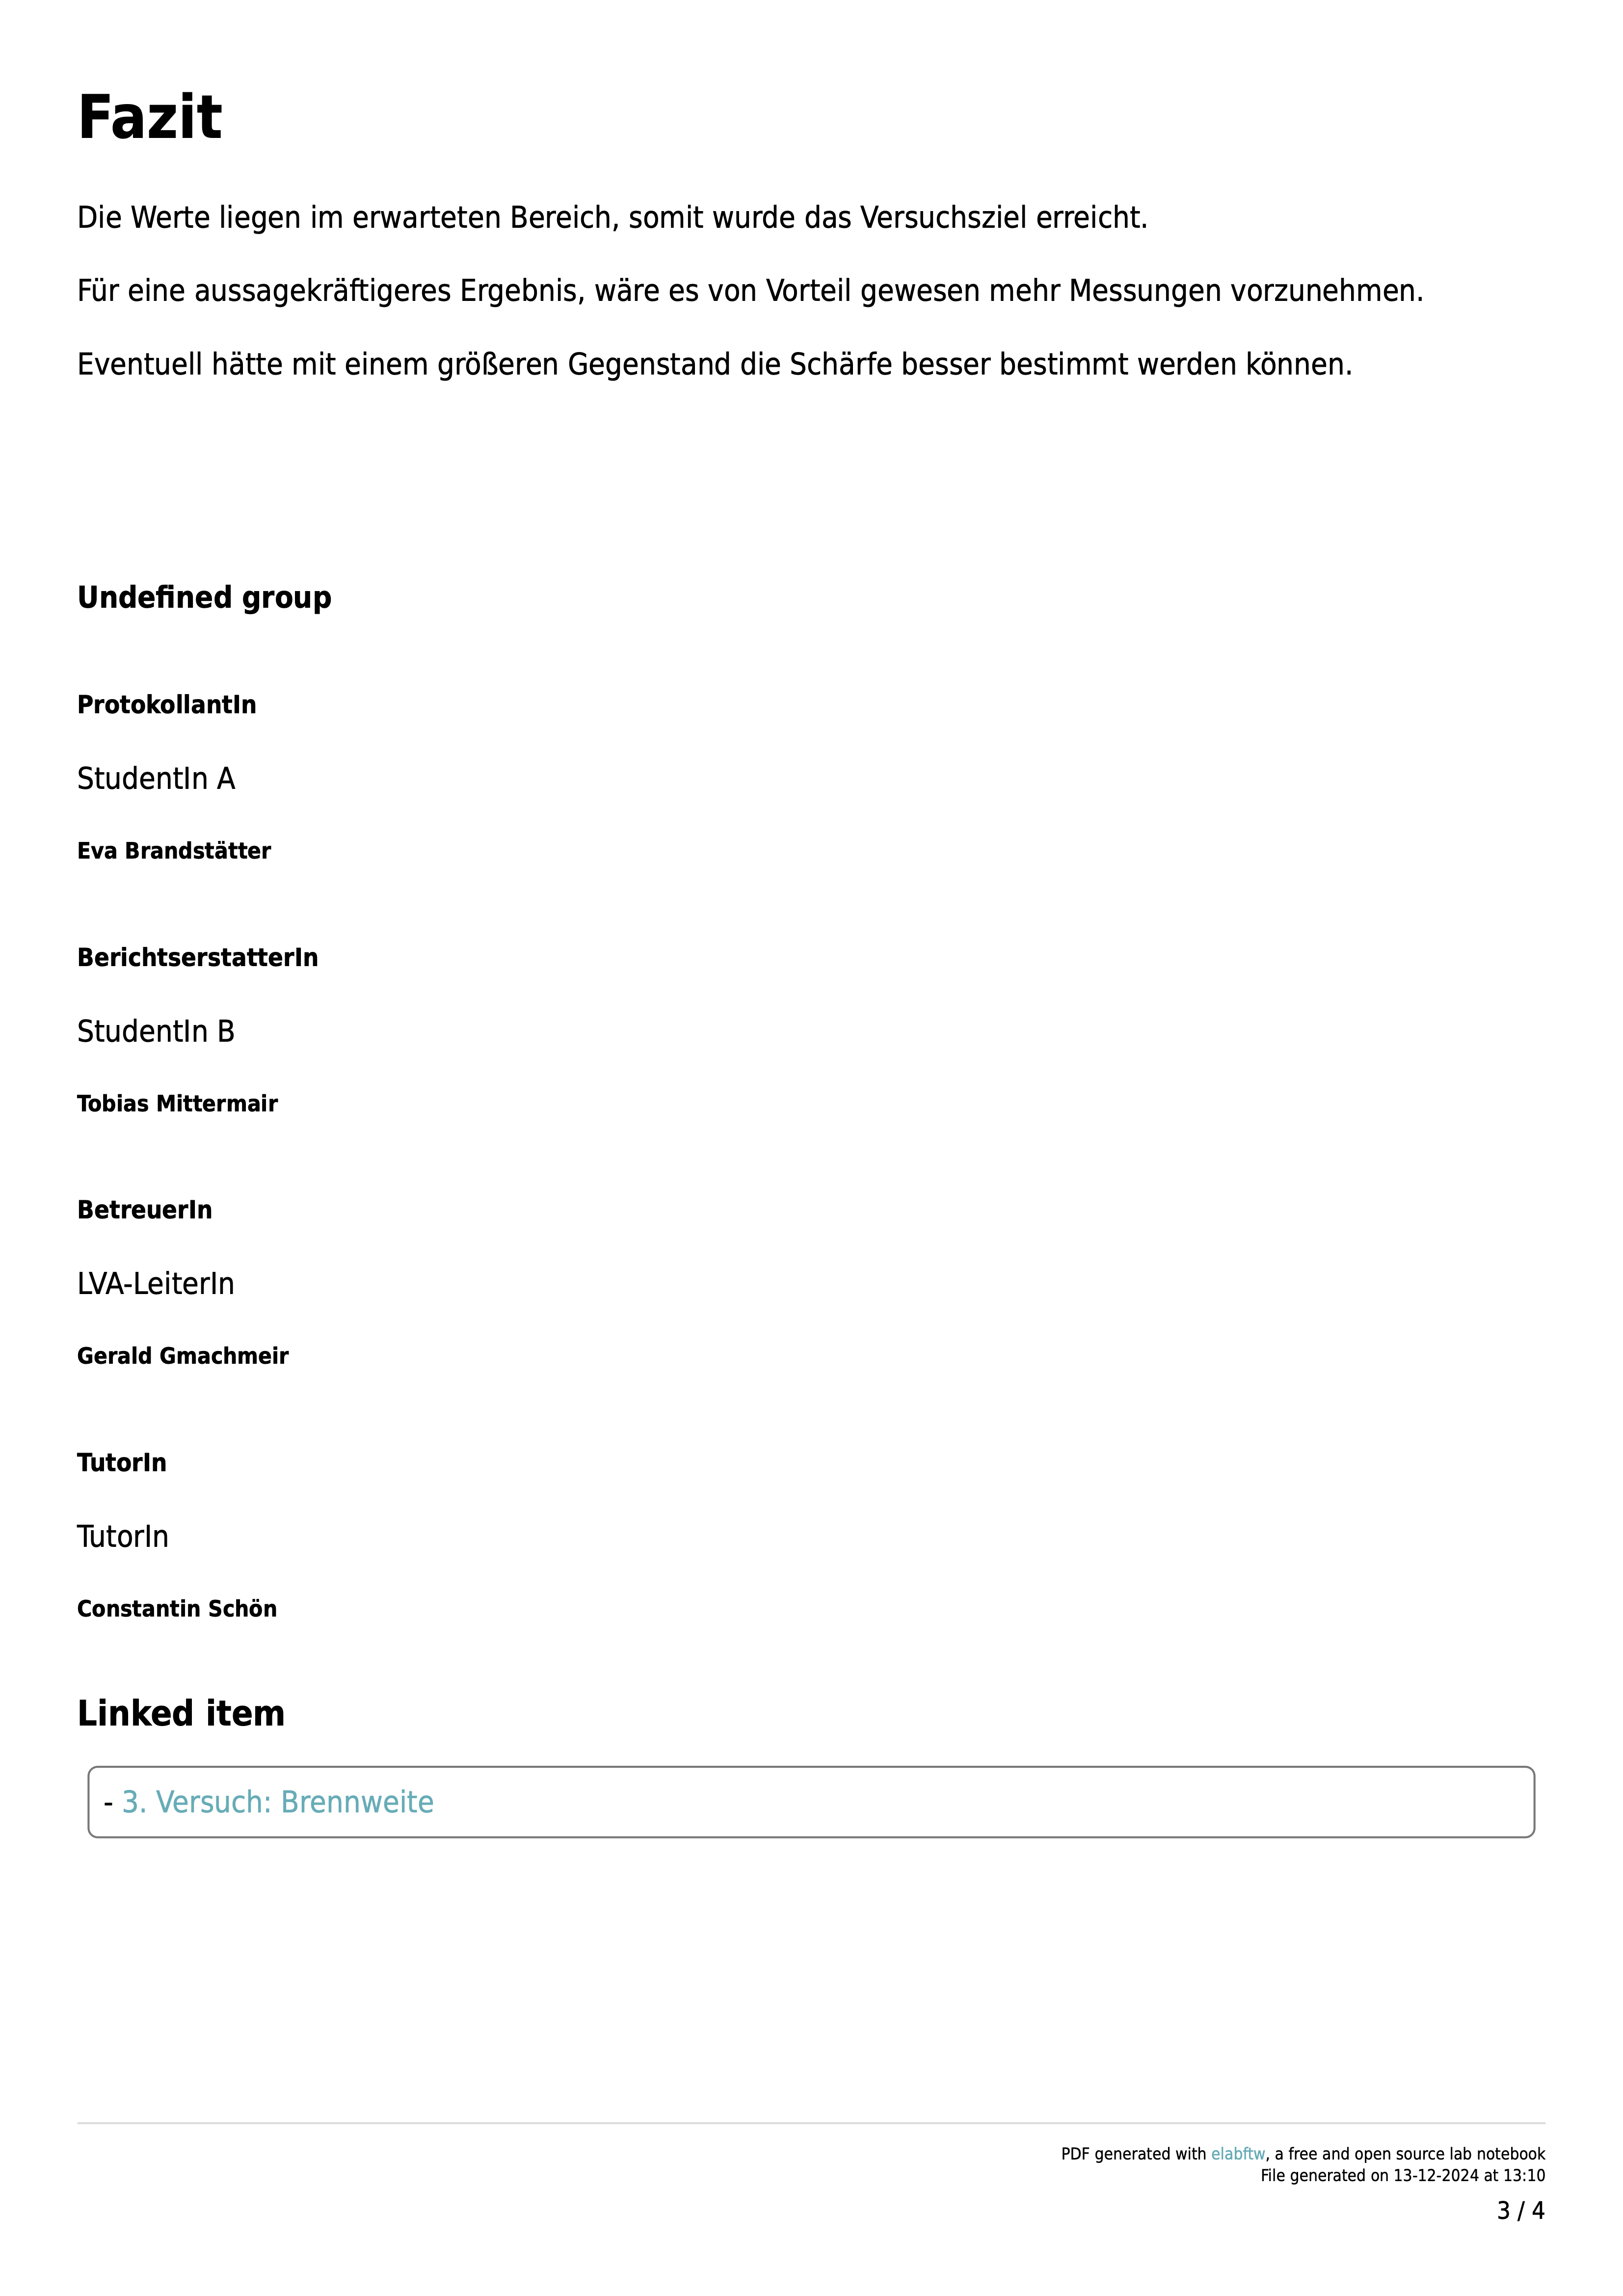 Fazit
Die Werte liegen im erwarteten Bereich, somit wurde das Versuchsziel erreicht.
Für eine aussagekräftigeres Ergebnis, wäre es von Vorteil gewesen mehr Messungen vorzunehmen.
Eventuell hätte mit einem größeren Gegenstand die Schärfe besser bestimmt werden können.
Undefined group
ProtokollantIn
StudentIn A
Eva Brandstätter
BerichtserstatterIn
StudentIn B
Tobias Mittermair
BetreuerIn
LVA-LeiterIn
Gerald Gmachmeir
TutorIn
TutorIn
Constantin Schön
Linked item
- 3. Versuch: Brennweite
PDF generated with elabftw, a free and open source lab notebook
File generated on 13-12-2024 at 13:10
3 / 4